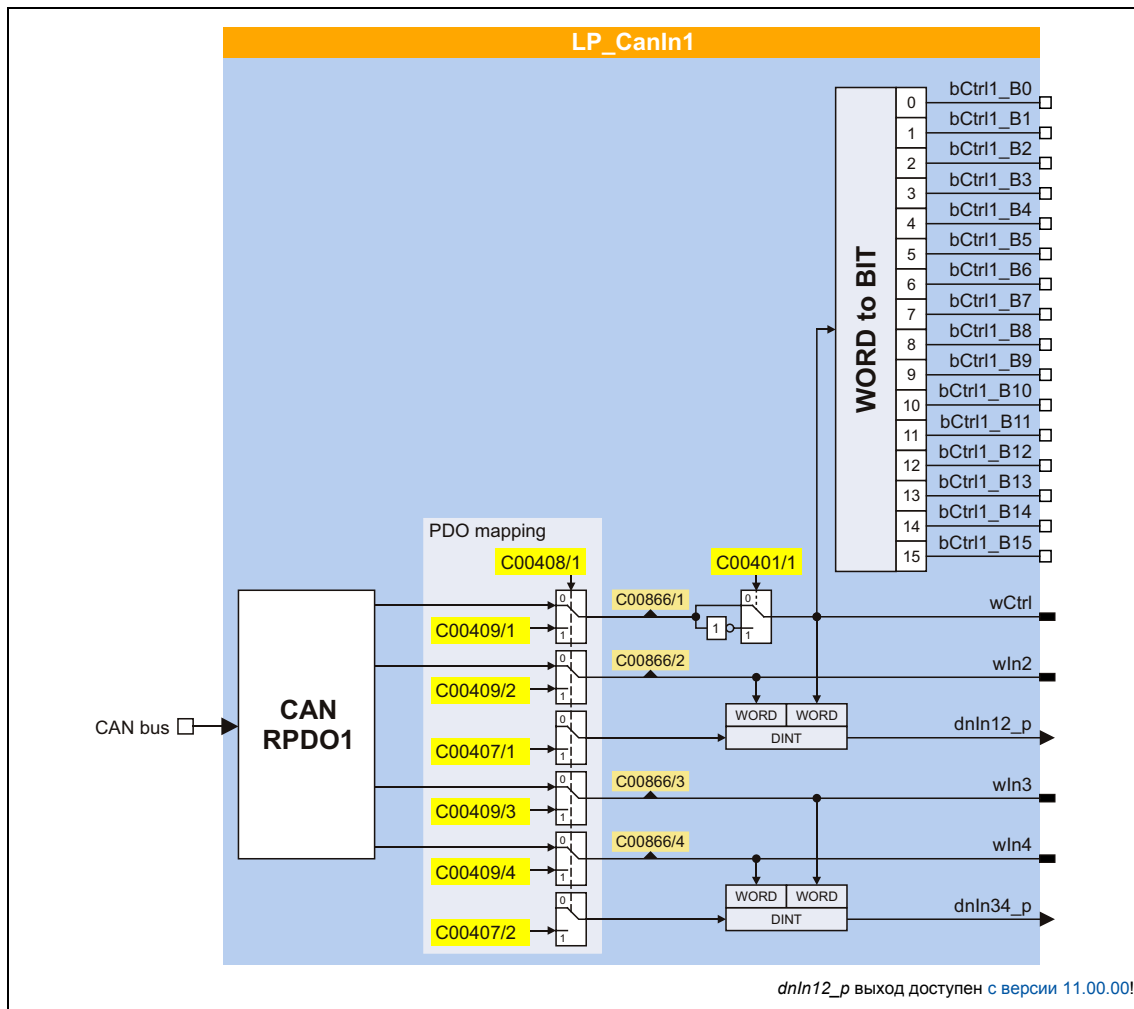 LP_CanIn1
bCtrl1_B0
0
bCtrl1_B1
1
bCtrl1_B2
2
bCtrl1_B3
3
bCtrl1_B4
4
bCtrl1_B5
5
bCtrl1_B6
6
bCtrl1_B7
7
bCtrl1_B8
8
bCtrl1_B9
9
bCtrl1_B10
10
bCtrl1_B11
11
bCtrl1_B12
12
bCtrl1_B13
13
bCtrl1_B14
14
bCtrl1_B15
15
WORD to BIT
PDO mapping
C00408/1
C00401/1
0
C00866/1
0
wCtrl
C00409/1
1
1
1
0
C00866/2
wIn2
C00409/2
1
WORD WORD
CAN bus
CAN
RPDO1
0
DINT
dnIn12_p
C00407/1
1
0
C00866/3
wIn3
C00409/3
1
0
C00866/4
wIn4
C00409/4
1
WORD WORD
0
DINT
dnIn34_p
C00407/2
1
dnIn12_p выход доступен с версии 11.00.00!